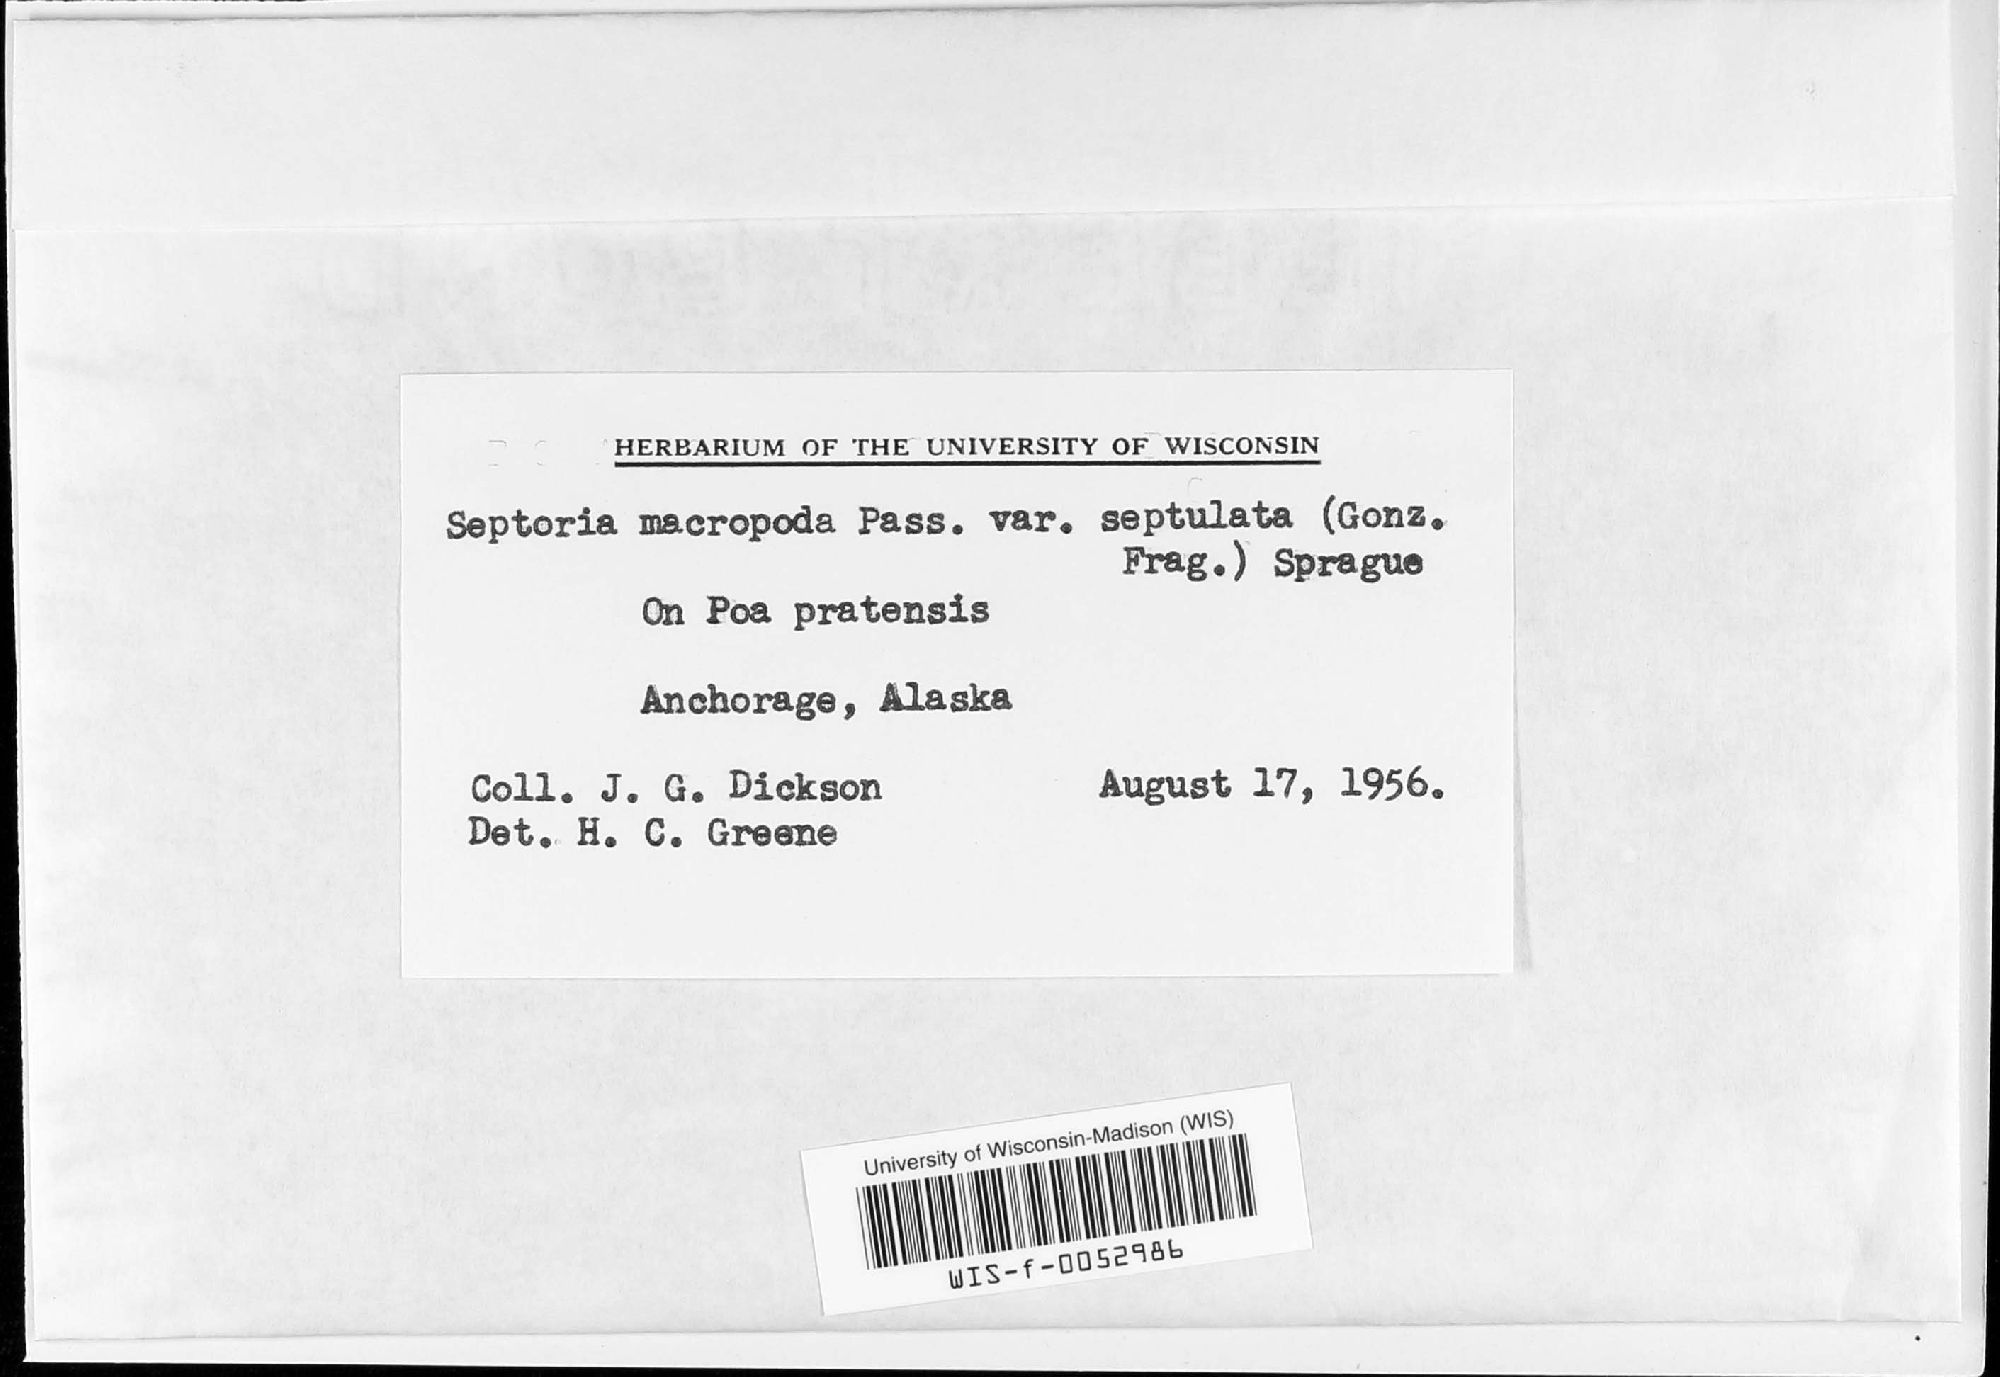 HERBARIUM OF THE UNIVERSITY OF WISCONSIN
Septoria macropoda Pass. var. septulata (Gonz.
Frag.) Sprague
On Poa pratensis
Anchorage, Alaska
Coll. J. G. Dickson August 17, 1956.
Det. H. C. Greene
University of Wisconsin-Madison (WIS)
WIS-f-0052986